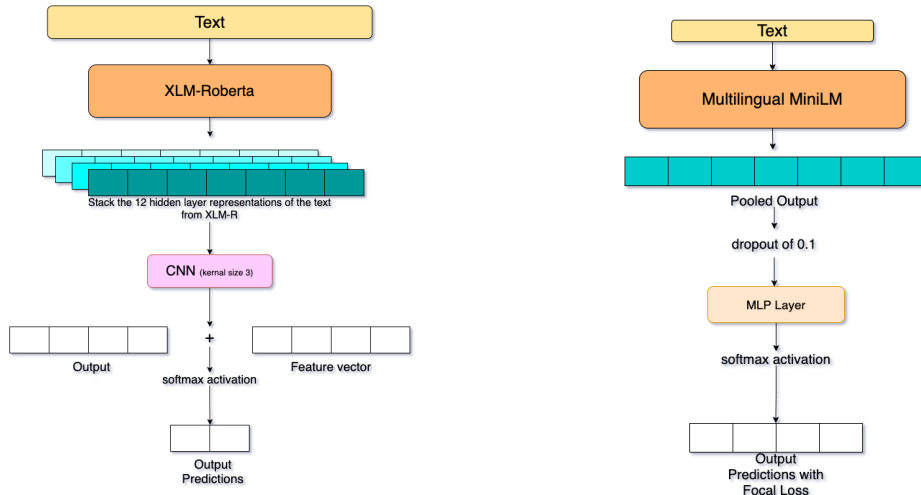 Text
XLM-Roberta
Stack the 12 hidden layer representations of the text
from XLM-R
CNN (kernal size 3)
+
Output
Feature vector
softmax activation
Output
Predictions
Text
Multilingual MiniLM
Pooled Output
dropout of 0.1
MLP Layer
softmax activation
Output
Predictions with
Focal Loss